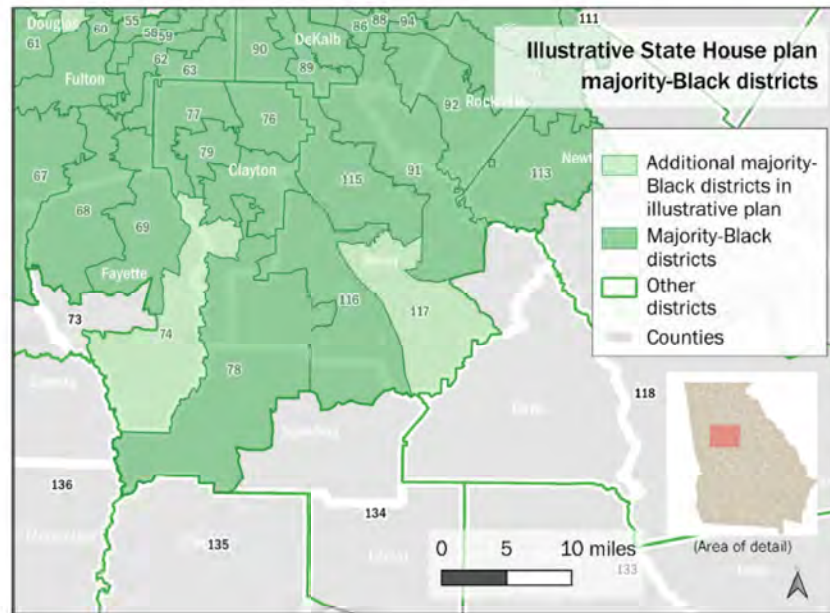 Douglas
61
60
55
58
59
90
DeKalb
86
88
94
111
Illustrative State House plan
majority-Black districts
Fulton
62
63
89
92
77
76
79
Clayton
91
115
113
67
68
69
Fayette
73
74
78
116
117
118
Additional majority-
Black districts in
illustrative plan
Majority-Black
districts
Other
districts
Counties
136
135
134
133
0 5 10 miles
(Area of detail)